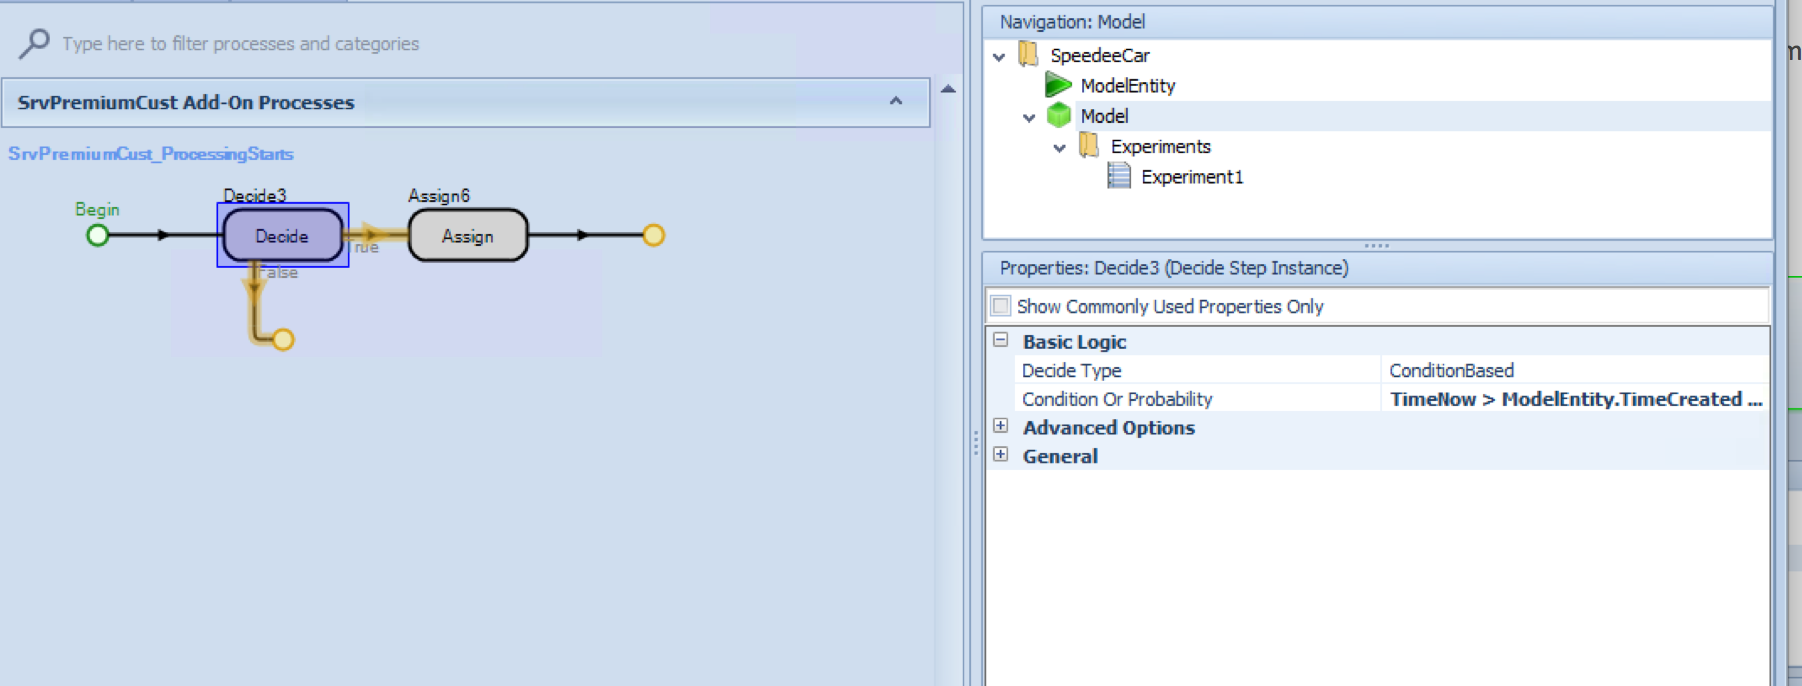 Type here to filter processes and categories
SrvPremiumCust Add-On Processes
SrvPremiumCust_ProcessingStarts
Begin
Decide3
Decide
True
False
Assign6
Assign
Navigation: Model
SpeedeeCar
ModelEntity
Model
Experiments
Experiment1
Properties: Decide3 (Decide Step Instance)
Show Commonly Used Properties Only
Basic Logic
Decide Type ConditionBased
Condition Or Probability TimeNow > ModelEntity.TimeCreated ...
Advanced Options
General